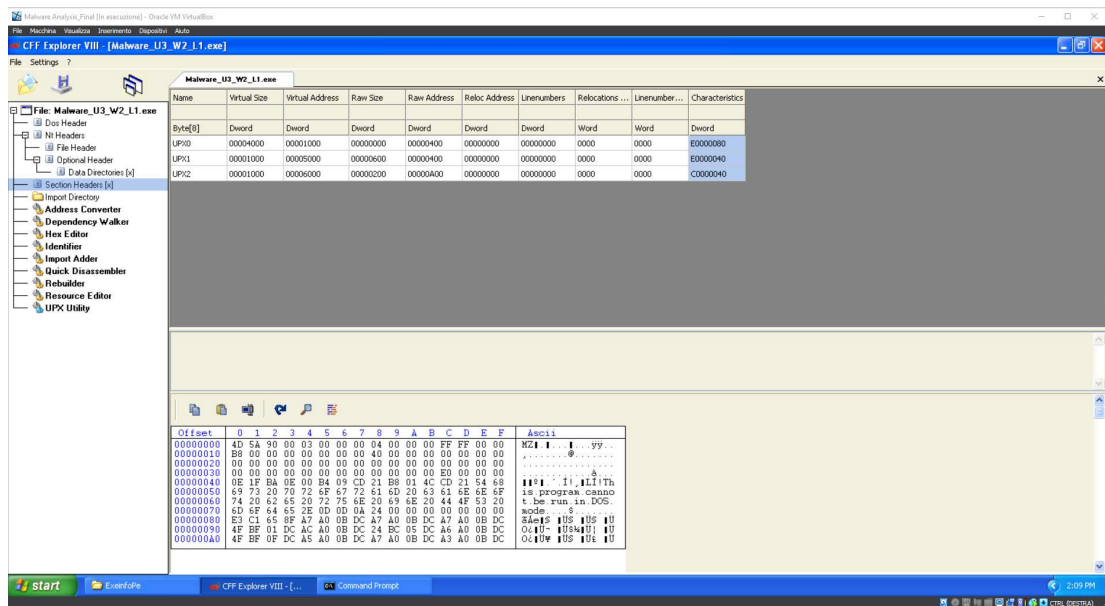 Malware Analysis_Final [In esecuzione] - Oracle VM VirtualBox
File Macchina Visualizza Inserimento Dispositivi Aiuto
CFF Explorer VIII - [Malware_U3_W2_L1.exe]
File Settings ?
Malware_U3_W2_L1.exe
File: Malware_U3_W2_L1.exe
Dos Header
Nt Headers
File Header
Optional Header
Data Directories [x]
Section Headers [x]
Import Directory
Address Converter
Dependency Walker
Hex Editor
Identifier
Import Adder
Quick Disassembler
Rebuilder
Resource Editor
UPX Utility
Name Virtual Size Virtual Address Raw Size Raw Address Reloc Address Linenumbers Relocations ... Linenumber... Characteristics
Byte[8] Dword Dword Dword Dword Dword Dword Word Word Dword
UPX0 00004000 00001000 00000000 00000400 00000000 00000000 0000 0000 E0000080
UPX1 00001000 00005000 00000600 00000400 00000000 00000000 0000 0000 E0000040
UPX2 00001000 00006000 00000200 00000A00 00000000 00000000 0000 0000 C0000040
Offset 0 1 2 3 4 5 6 7 8 9 A B C D E F Ascii
00000000 4D 5A 90 00 03 00 00 00 04 00 00 00 FF FF 00 00
00000010 B8 00 00 00 00 00 00 00 40 00 00 00 00 00 00 00
00000020 00 00 00 00 00 00 00 00 00 00 00 00 00 00 00 00
00000030 00 00 00 00 00 00 00 00 00 00 00 00 E0 00 00 00
00000040 0E 1F BA 0E 00 B4 09 CD 21 B8 01 4C CD 21 54 68
00000050 69 73 20 70 72 6F 67 72 61 6D 20 63 61 6E 6E 6F is.program.canno
00000060 74 20 62 65 20 72 75 6E 20 69 6E 20 44 4F 53 20 t.be.run.in.DOS.
00000070 6D 6F 64 65 2E 0D 0D 0A 24 00 00 00 00 00 00 00 mode....$.......
00000080 E3 C1 65 8F A7 A0 0B DC A7 A0 0B DC A7 A0 0B DC
00000090 4F BF 01 DC AC A0 0B DC 24 BC 05 DC A6 A0 0B DC
000000A0 4F BF 0F DC A5 A0 0B DC A7 A0 0B DC A3 A0 0B DC
start ExeinfoPe CFF Explorer VIII - [... Command Prompt 2:09 PM
CTRL (DESTRA)